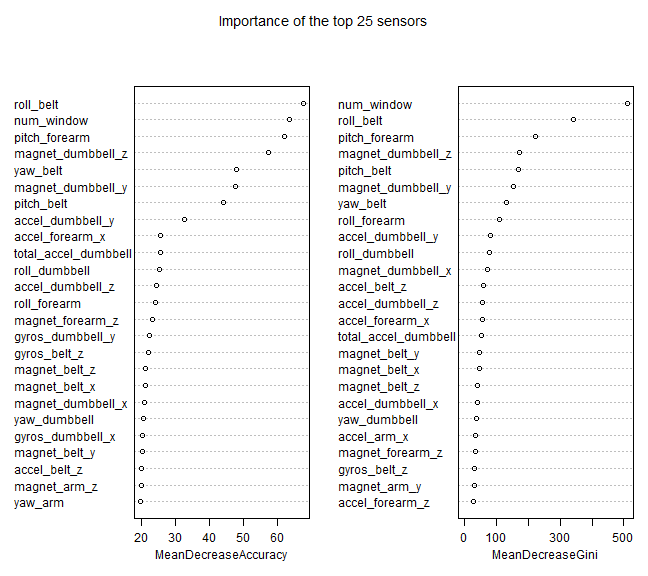 Importance of the top 25 sensors
roll_belt
num_window
pitch_forearm
magnet_dumbbell_z
yaw_belt
magnet_dumbbell_y
pitch_belt
accel_dumbbell_y
accel_forearm_x
total_accel_dumbbell
roll_dumbbell
accel_dumbbell_z
roll_forearm
magnet_forearm_z
gyros_dumbbell_y
gyros_belt_z
magnet_belt_z
magnet_belt_x
magnet_dumbbell_x
yaw_dumbbell
gyros_dumbbell_x
magnet_belt_y
accel_belt_z
magnet_arm_z
yaw_arm
20 30 40 50 60
MeanDecreaseAccuracy
num_window
roll_belt
pitch_forearm
magnet_dumbbell_z
pitch_belt
magnet_dumbbell_y
yaw_belt
roll_forearm
accel_dumbbell_y
roll_dumbbell
magnet_dumbbell_x
accel_belt_z
accel_dumbbell_z
accel_forearm_x
total_accel_dumbbell
magnet_belt_y
magnet_belt_x
magnet_belt_z
accel_dumbbell_x
yaw_dumbbell
accel_arm_x
magnet_forearm_z
gyros_belt_z
magnet_arm_y
accel_forearm_z
0 100 300 500
MeanDecreaseGini